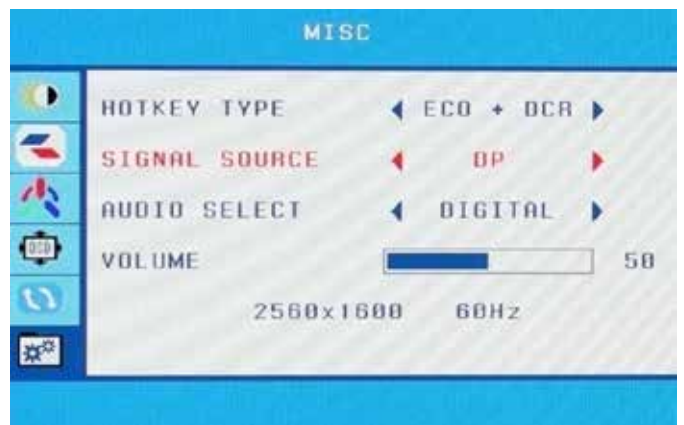 MISC
HOTKEY TYPE ECO + DCR
SIGNAL SOURCE DP
AUDIO SELECT DIGITAL
VOLUME 50
2560x1600 60Hz